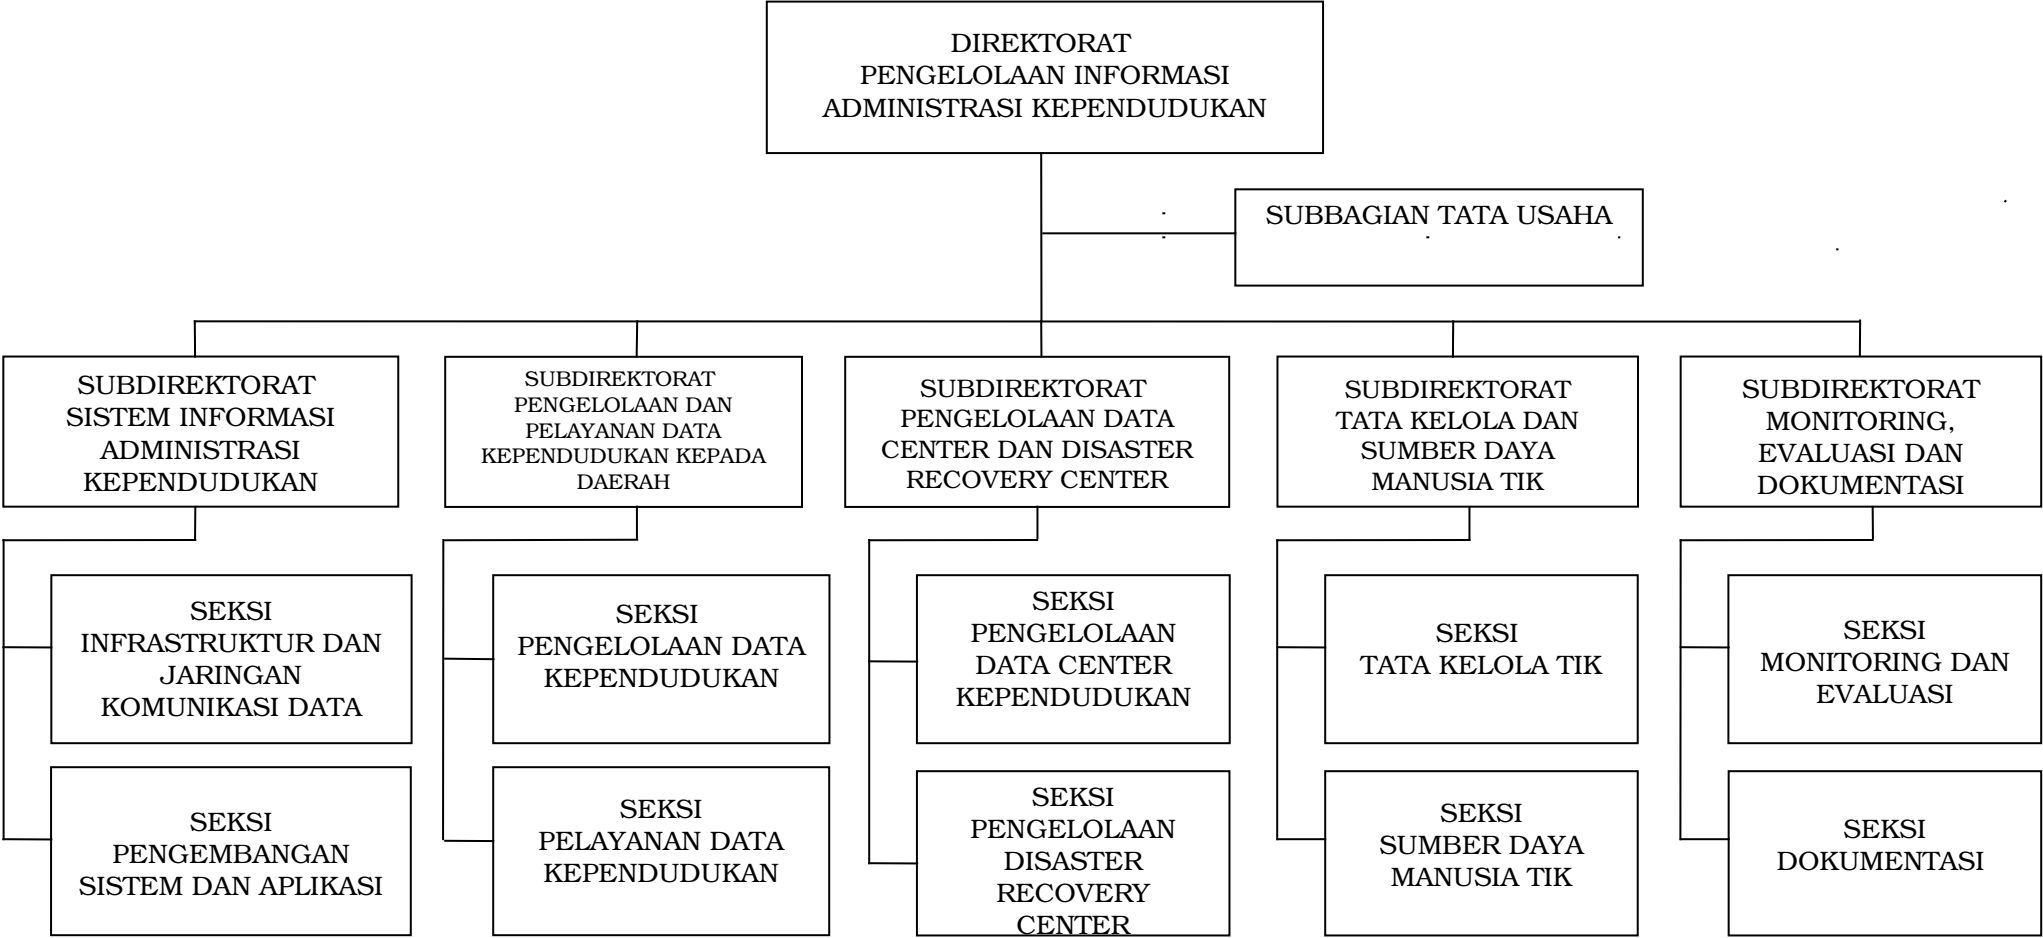 DIREKTORAT
PENGELOLAAN INFORMASI
ADMINISTRASI KEPENDUDUKAN
SUBBAGIAN TATA USAHA
SUBDIREKTORAT
SISTEM INFORMASI
ADMINISTRASI
KEPENDUDUKAN
SUBDIREKTORAT
PENGELOLAAN DAN
PELAYANAN DATA
KEPENDUDUKAN KEPADA
DAERAH
SUBDIREKTORAT
PENGELOLAAN DATA
CENTER DAN DISASTER
RECOVERY CENTER
SUBDIREKTORAT
TATA KELOLA DAN
SUMBER DAYA
MANUSIA TIK
SUBDIREKTORAT
MONITORING,
EVALUASI DAN
DOKUMENTASI
SEKSI
INFRASTRUKTUR DAN
JARINGAN
KOMUNIKASI DATA
SEKSI
PENGELOLAAN DATA
KEPENDUDUKAN
SEKSI
PENGELOLAAN
DATA CENTER
KEPENDUDUKAN
SEKSI
TATA KELOLA TIK
SEKSI
MONITORING DAN
EVALUASI
SEKSI
PENGEMBANGAN
SISTEM DAN APLIKASI
SEKSI
PELAYANAN DATA
KEPENDUDUKAN
SEKSI
PENGELOLAAN
DISASTER
RECOVERY
CENTER
SEKSI
SUMBER DAYA
MANUSIA TIK
SEKSI
DOKUMENTASI